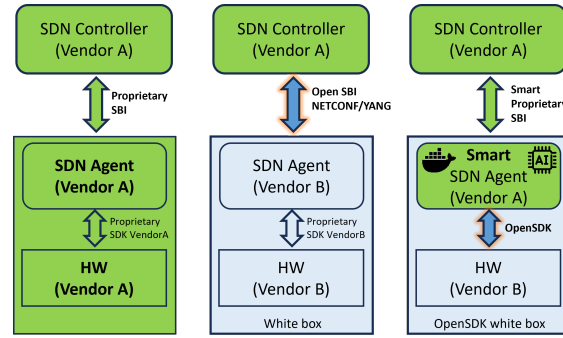 SDN Controller
(Vendor A)
Proprietary
SBI
SDN Agent
(Vendor A)
Proprietary
SDK VendorA
HW
(Vendor A)
SDN Controller
(Vendor A)
Open SBI
NETCONF/YANG
SDN Agent
(Vendor B)
Proprietary
SDK VendorB
HW
(Vendor B)
White box
SDN Controller
(Vendor A)
Smart
Proprietary
SBI
Smart
AI
SDN Agent
(Vendor A)
OpenSDK
HW
(Vendor B)
OpenSDK white box